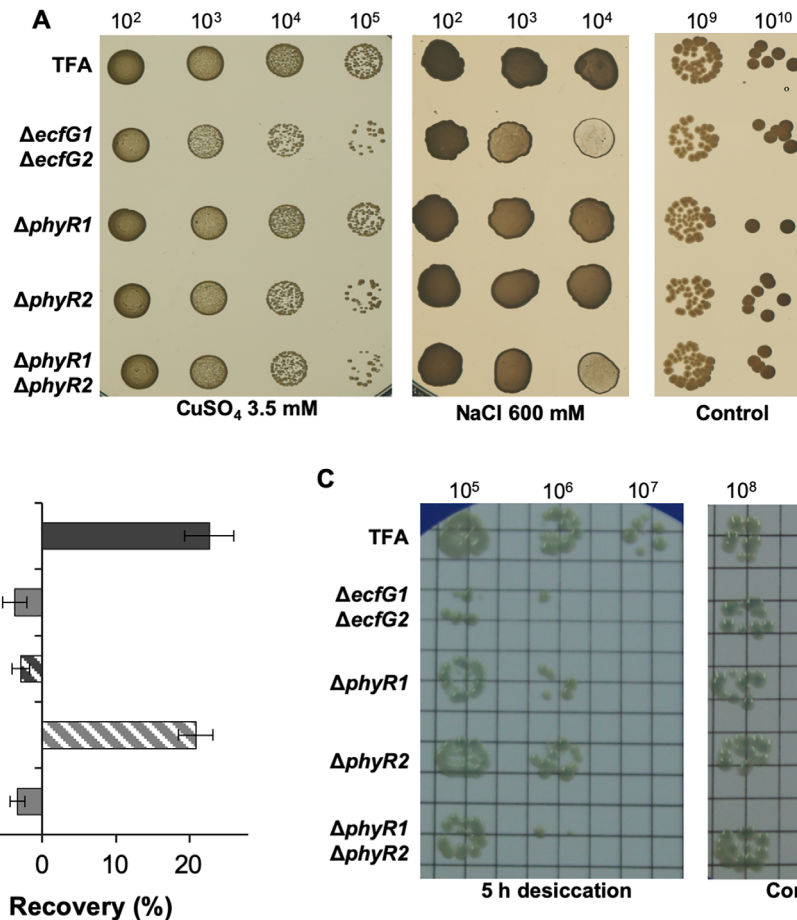 A
10² 10³ 10⁴ 10⁵ 10² 10³ 10⁴ 10⁹ 10¹⁰
TFA
ΔecfG1
ΔecfG2
ΔphyR1
ΔphyR2
ΔphyR1
ΔphyR2
CuSO₄ 3.5 mM NaCl 600 mM Control
0 10 20
Recovery (%)
C
10⁵ 10⁶ 10⁷ 10⁸
TFA
ΔecfG1
ΔecfG2
ΔphyR1
ΔphyR2
ΔphyR1
ΔphyR2
5 h desiccation Con